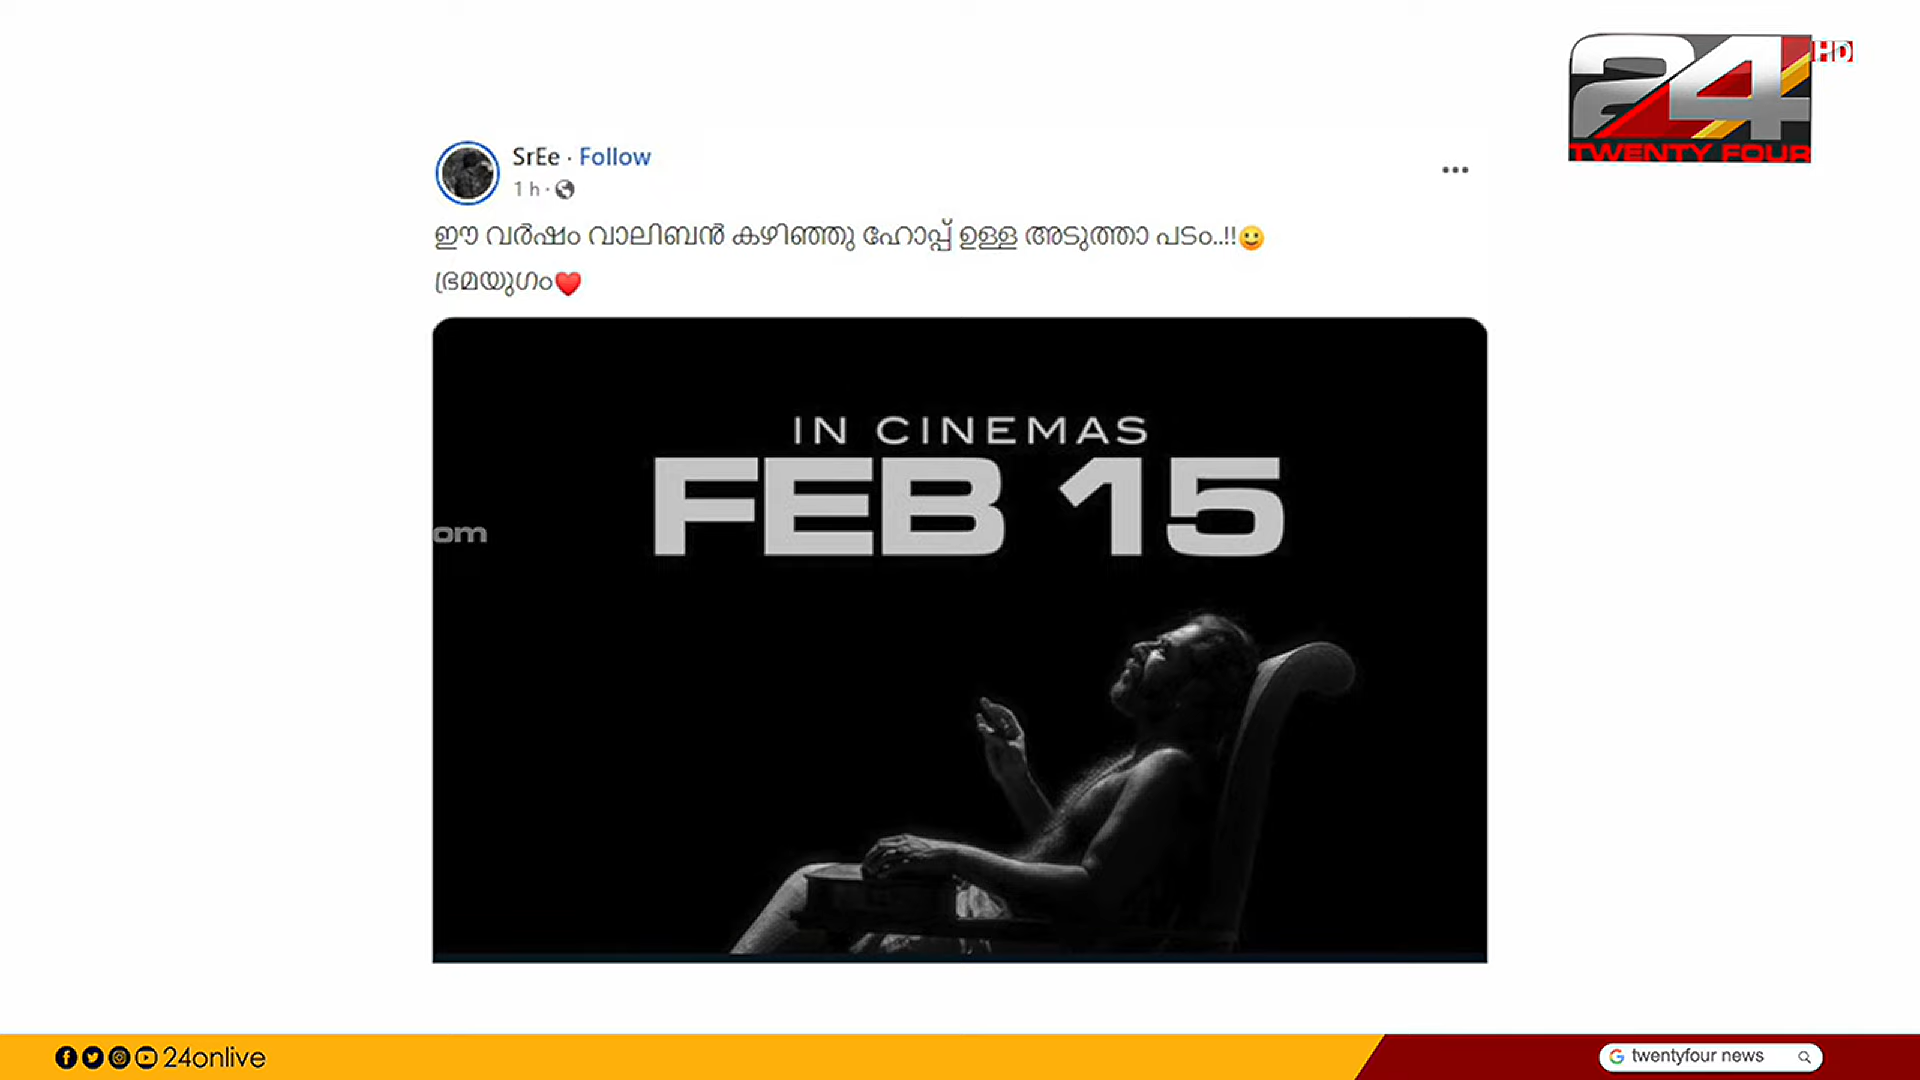 24 HD
TWENTY FOUR
SrEe · Follow
1 h ·
ഈ വർഷം വാലിബൻ കഴിഞ്ഞു ഹോപ്പ് ഉള്ള അടുത്താ പടം..!!🙂
ഭ്രമയുഗം❤️
IN CINEMAS
FEB 15
om
24onlive
twentyfour news